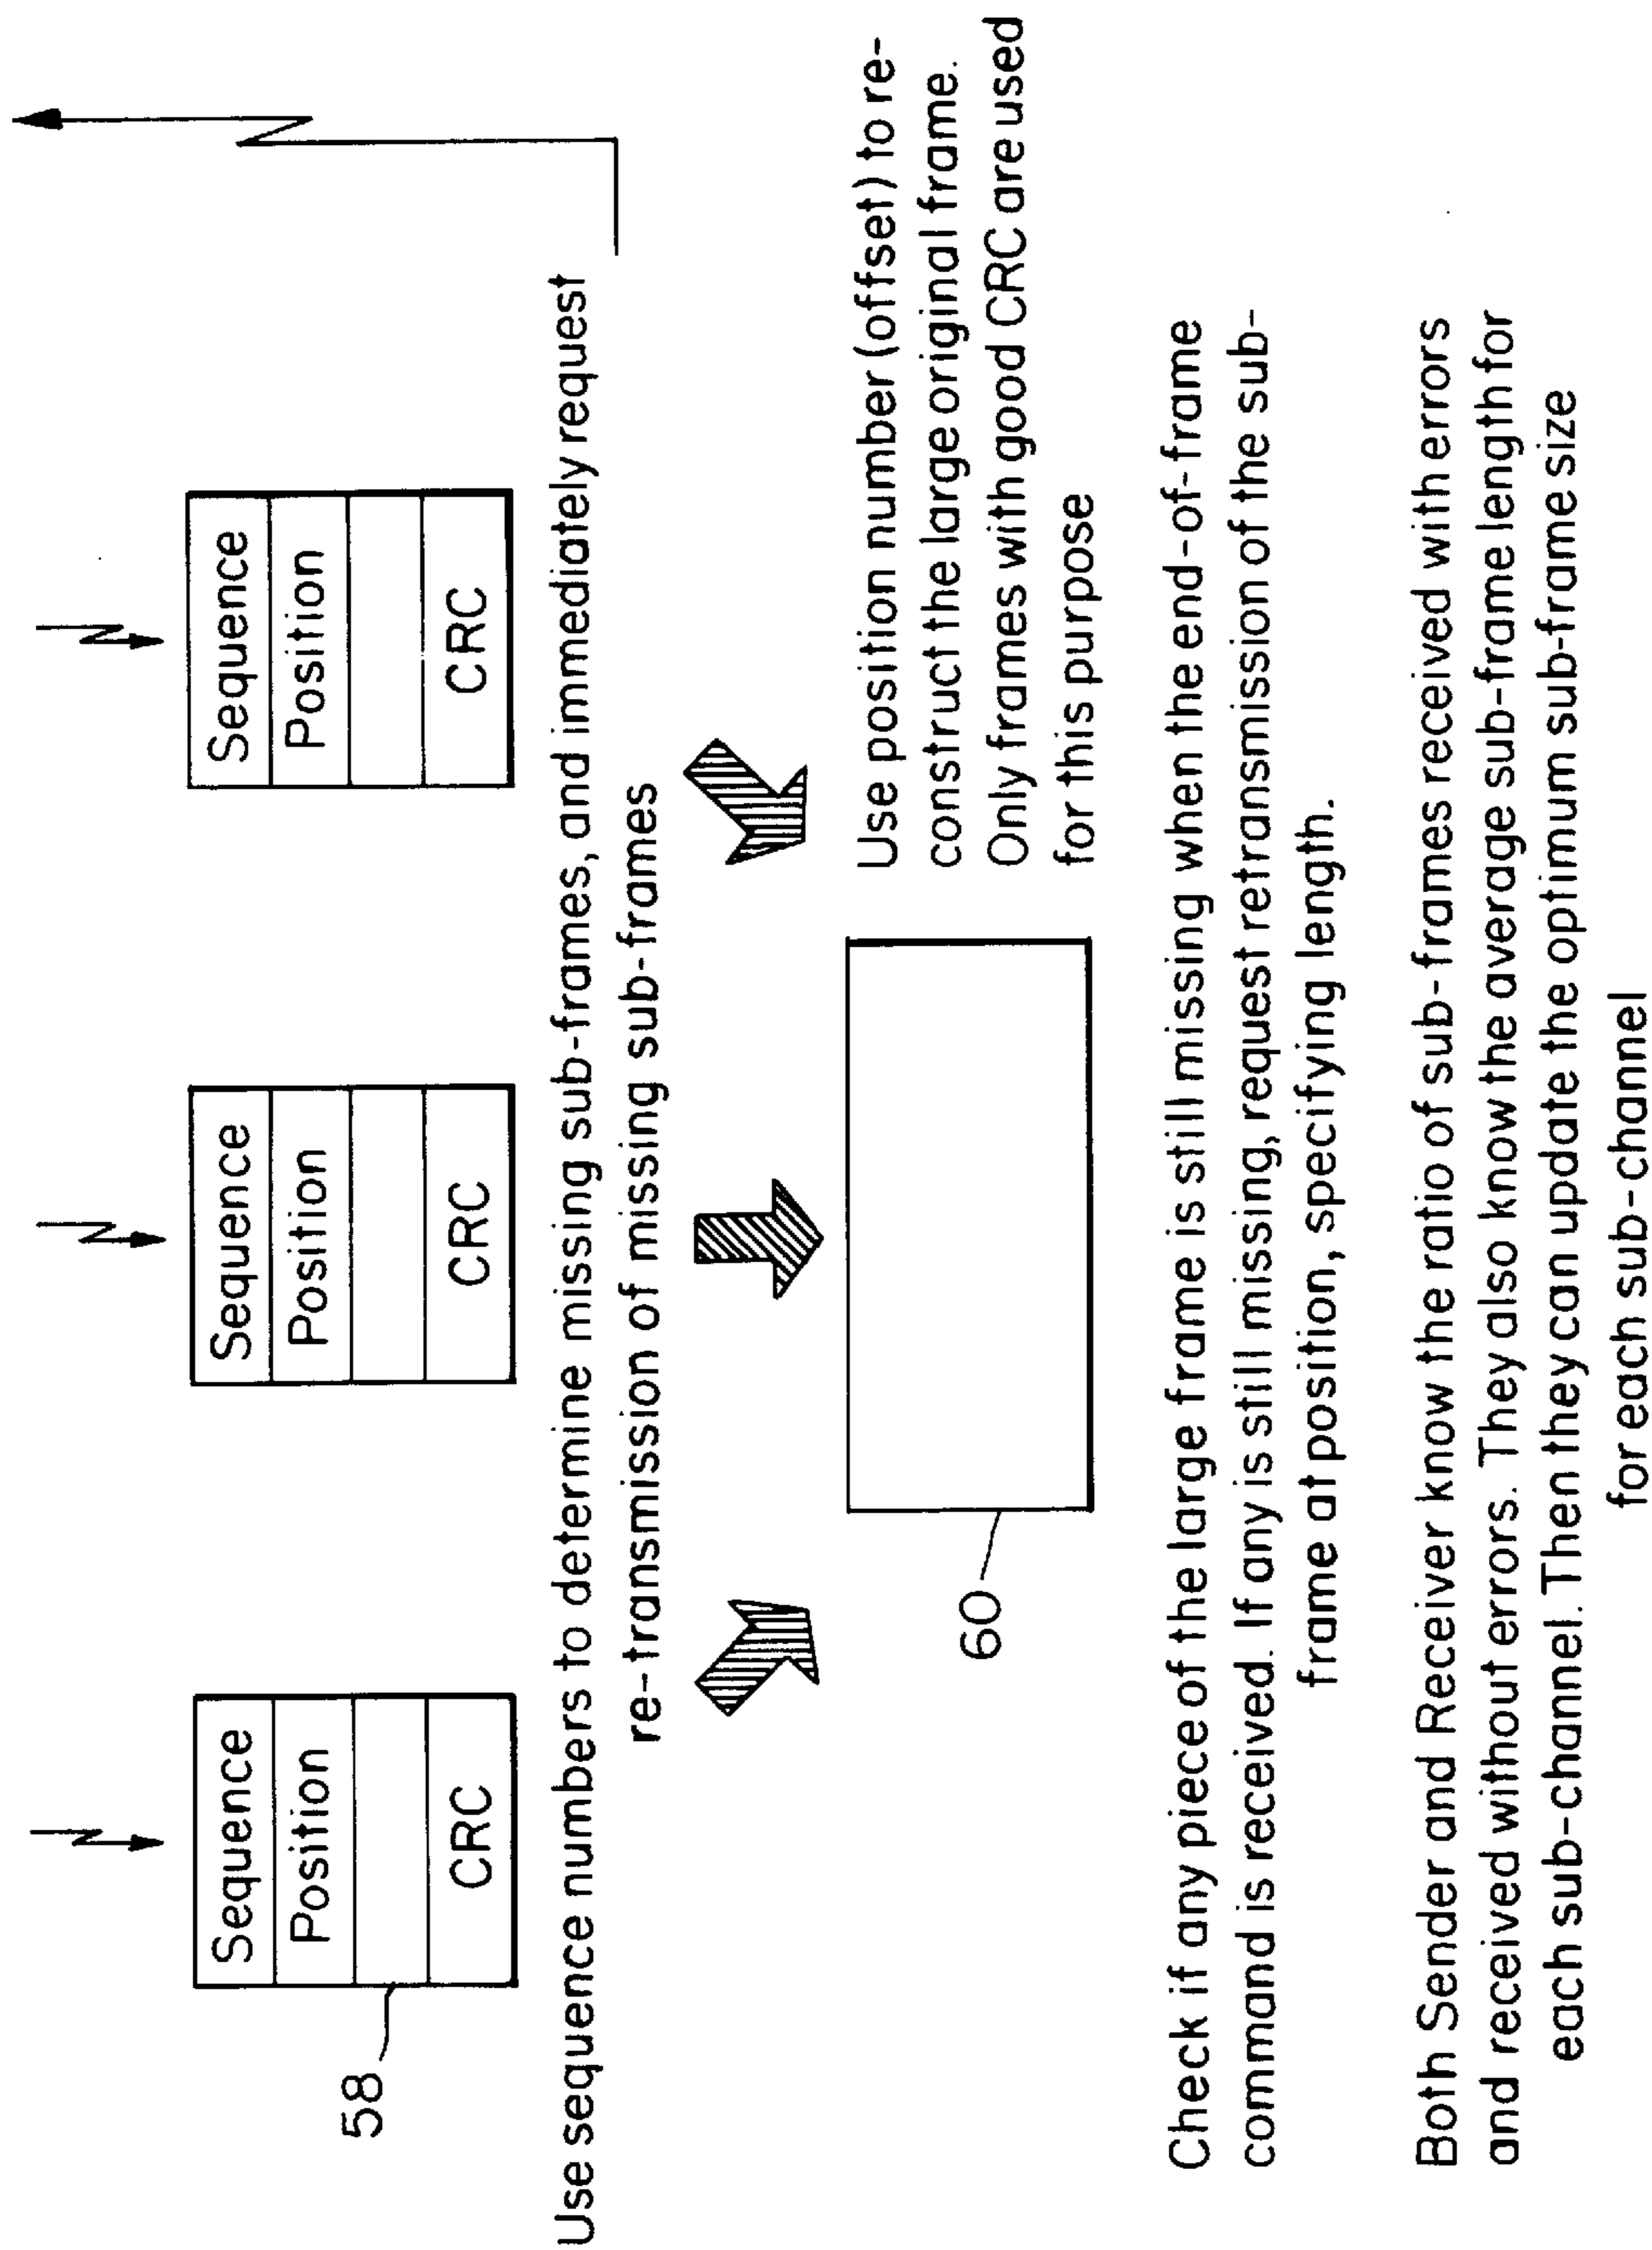 Sequence
Position
CRC
Sequence
Position
CRC
Sequence
Position
CRC
58
Use sequence numbers to determine missing sub-frames, and immediately request
re-transmission of missing sub-frames
60
Use position number (offset) to re-
construct the large original frame.
Only frames with good CRC are used
for this purpose
Check if any piece of the large frame is still missing when the end-of-frame
command is received. If any is still missing, request retransmission of the sub-
frame at position, specifying length.
Both Sender and Receiver know the ratio of sub-frames received with errors
and received without errors. They also know the average sub-frame length for
each sub-channel. Then they can update the optimum sub-frame size
for each sub-channel